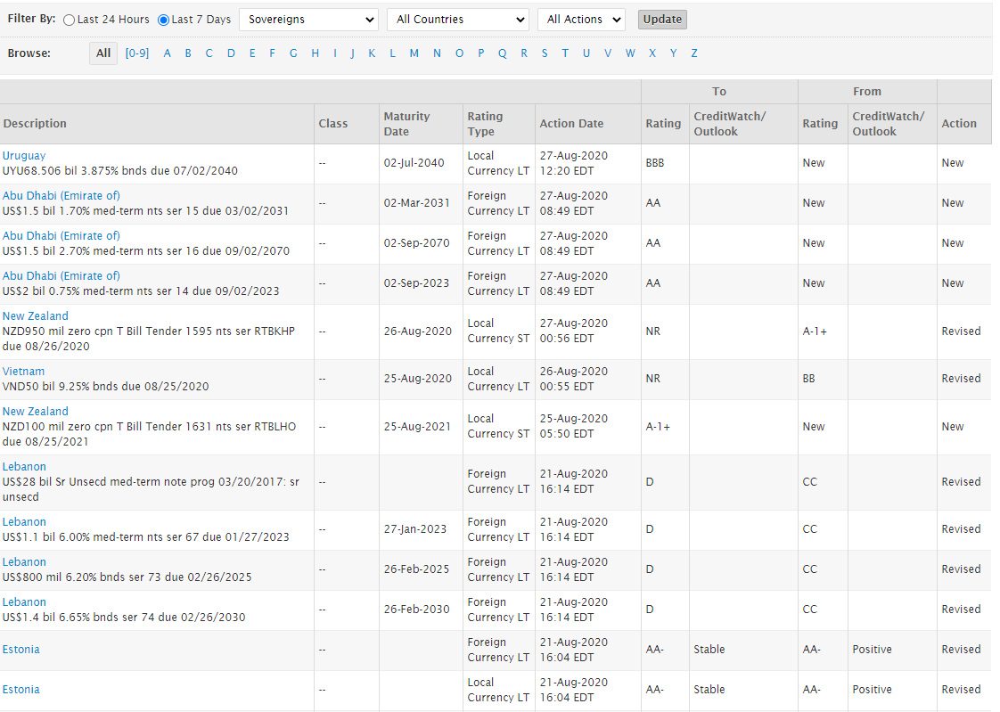 Filter By: Last 24 Hours Last 7 Days Sovereigns All Countries All Actions Update
Browse: All [0-9] A B C D E F G H I J K L M N O P Q R S T U V W X Y Z
To From
Description Class Maturity Date Rating Type Action Date Rating CreditWatch/ Outlook Rating CreditWatch/ Outlook Action
Uruguay
UYU68.506 bil 3.875% bnds due 07/02/2040 -- 02-Jul-2040 Local Currency LT 27-Aug-2020 12:20 EDT BBB New New
Abu Dhabi (Emirate of)
US$1.5 bil 1.70% med-term nts ser 15 due 03/02/2031 -- 02-Mar-2031 Foreign Currency LT 27-Aug-2020 08:49 EDT AA New New
Abu Dhabi (Emirate of)
US$1.5 bil 2.70% med-term nts ser 16 due 09/02/2070 -- 02-Sep-2070 Foreign Currency LT 27-Aug-2020 08:49 EDT AA New New
Abu Dhabi (Emirate of)
US$2 bil 0.75% med-term nts ser 14 due 09/02/2023 -- 02-Sep-2023 Foreign Currency LT 27-Aug-2020 08:49 EDT AA New New
New Zealand
NZD950 mil zero cpn T Bill Tender 1595 nts ser RTBKHP
due 08/26/2020 -- 26-Aug-2020 Local Currency ST 27-Aug-2020 00:56 EDT NR A-1+ Revised
Vietnam
VND50 bil 9.25% bnds due 08/25/2020 -- 25-Aug-2020 Local Currency LT 26-Aug-2020 00:55 EDT NR BB Revised
New Zealand
NZD100 mil zero cpn T Bill Tender 1631 nts ser RTBLHO
due 08/25/2021 -- 25-Aug-2021 Local Currency ST 25-Aug-2020 05:50 EDT A-1+ New New
Lebanon
US$28 bil Sr Unsecd med-term note prog 03/20/2017: sr
unsecd -- Foreign Currency LT 21-Aug-2020 16:14 EDT D CC Revised
Lebanon
US$1.1 bil 6.00% med-term nts ser 67 due 01/27/2023 -- 27-Jan-2023 Foreign Currency LT 21-Aug-2020 16:14 EDT D CC Revised
Lebanon
US$800 mil 6.20% bnds ser 73 due 02/26/2025 -- 26-Feb-2025 Foreign Currency LT 21-Aug-2020 16:14 EDT D CC Revised
Lebanon
US$1.4 bil 6.65% bnds ser 74 due 02/26/2030 -- 26-Feb-2030 Foreign Currency LT 21-Aug-2020 16:14 EDT D CC Revised
Estonia -- Foreign Currency LT 21-Aug-2020 16:04 EDT AA- Stable AA- Positive Revised
Estonia -- Local Currency LT 21-Aug-2020 16:04 EDT AA- Stable AA- Positive Revised